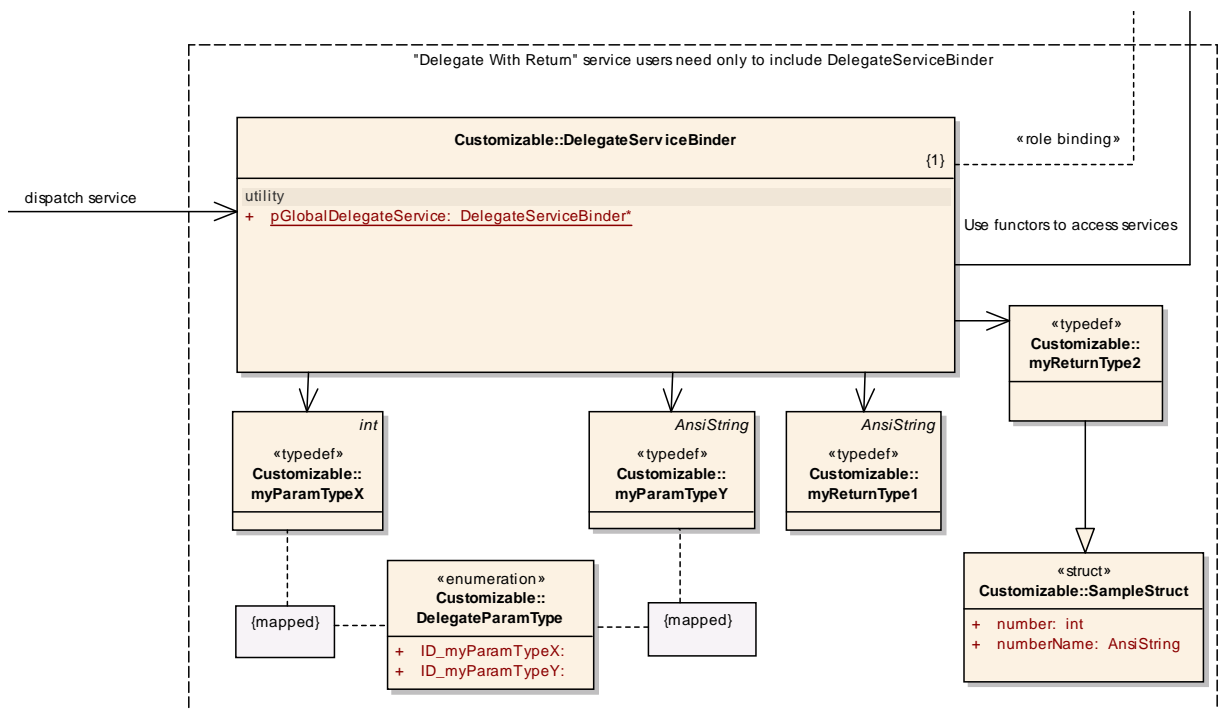 "Delegate With Return" service users need only to include DelegateServiceBinder
Customizable::DelegateServiceBinder
{1}
«role binding»
dispatch service
utility
+ pGlobalDelegateService: DelegateServiceBinder*
Use functors to access services
«typedef»
Customizable::
myReturnType2
int
«typedef»
Customizable::
myParamTypeX
AnsiString
«typedef»
Customizable::
myParamTypeY
AnsiString
«typedef»
Customizable::
myReturnType1
«enumeration»
Customizable::
DelegateParamType
+ ID_myParamTypeX:
+ ID_myParamTypeY:
{mapped}
{mapped}
«struct»
Customizable::SampleStruct
+ number: int
+ numberName: AnsiString